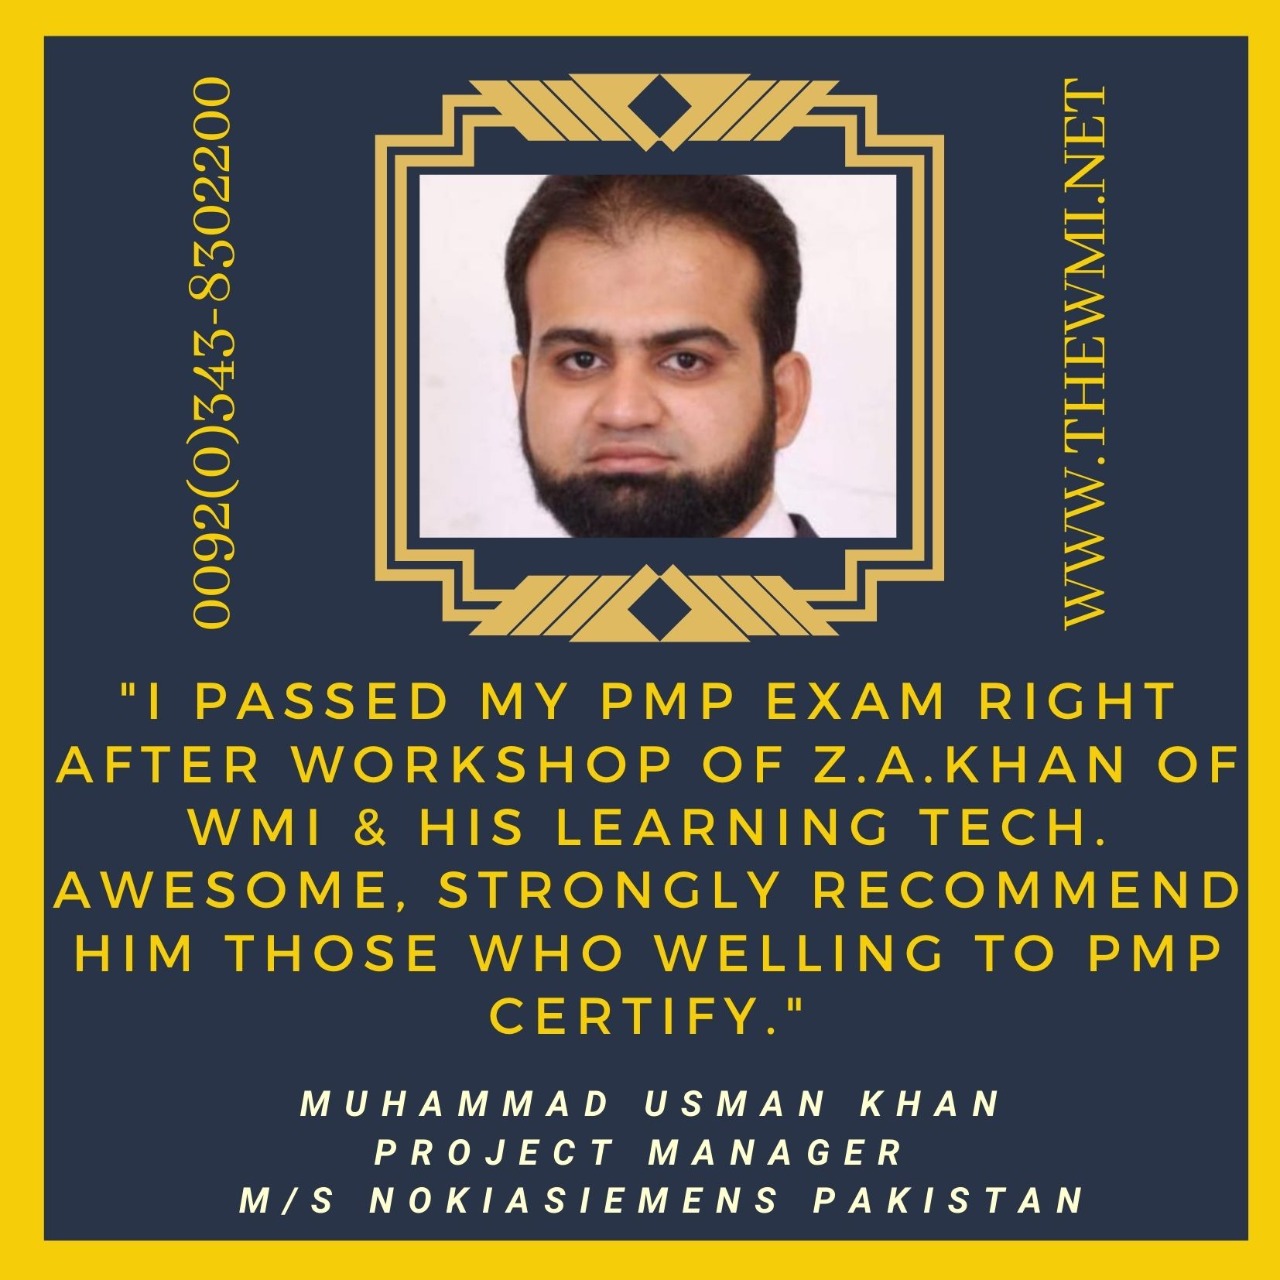 0092(0)343-8302200
WWW.THEWMI.NET
"I PASSED MY PMP EXAM RIGHT
AFTER WORKSHOP OF Z.A.KHAN OF
WMI & HIS LEARNING TECH.
AWESOME, STRONGLY RECOMMEND
HIM THOSE WHO WELLING TO PMP
CERTIFY."
MUHAMMAD USMAN KHAN
PROJECT MANAGER
M/S NOKIASIEMENS PAKISTAN